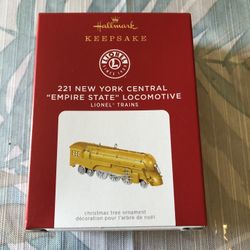 Hallmark
KEEPSAKE
LIONEL
221 NEW YORK CENTRAL
"EMPIRE STATE" LOCOMOTIVE
LIONEL TRAINS
christmas tree ornament
décoration pour l'arbre de noël